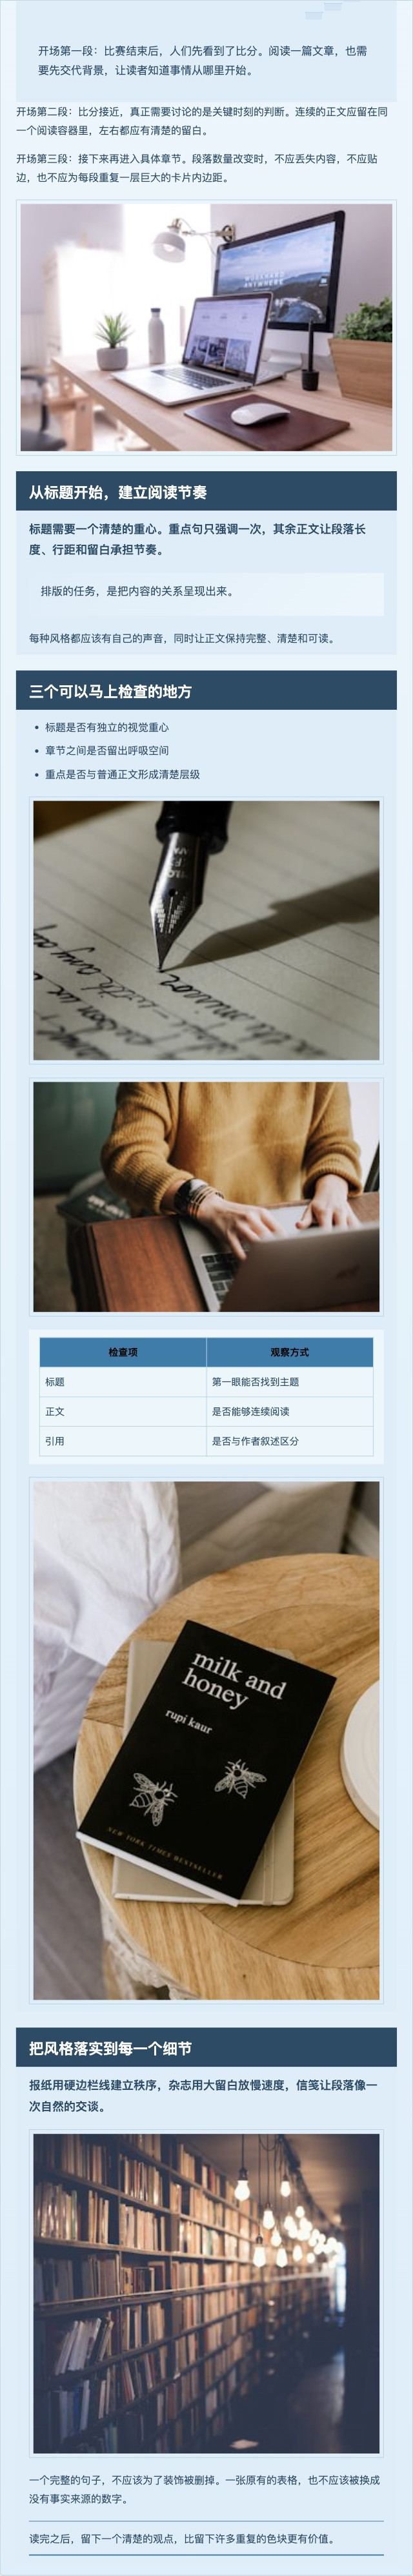 开场第一段：比赛结束后，人们先看到了比分。阅读一篇文章，也需
要先交代背景，让读者知道事情从哪里开始。
开场第二段：比分接近，真正需要讨论的是关键时刻的判断。连续的正文应留在同
一个阅读容器里，左右都应有清楚的留白。
开场第三段：接下来再进入具体章节。段落数量改变时，不应丢失内容，不应贴
边，也不应为每段重复一层巨大的卡片内边距。
从标题开始，建立阅读节奏
标题需要一个清楚的重心。重点句只强调一次，其余正文让段落长
度、行距和留白承担节奏。
排版的任务，是把内容的关系呈现出来。
每种风格都应该有自己的声音，同时让正文保持完整、清楚和可读。
三个可以马上检查的地方
• 标题是否有独立的视觉重心
• 章节之间是否留出呼吸空间
• 重点是否与普通正文形成清楚层级
检查项 观察方式
标题 第一眼能否找到主题
正文 是否能够连续阅读
引用 是否与作者叙述区分
milk and
honey
rupi kaur
NEW YORK TIMES BESTSELLER
把风格落实到每一个细节
报纸用硬边栏线建立秩序，杂志用大留白放慢速度，信笺让段落像一
次自然的交谈。
一个完整的句子，不应该为了装饰被删掉。一张原有的表格，也不应该被换成
没有事实来源的数字。
读完之后，留下一个清楚的观点，比留下许多重复的色块更有价值。